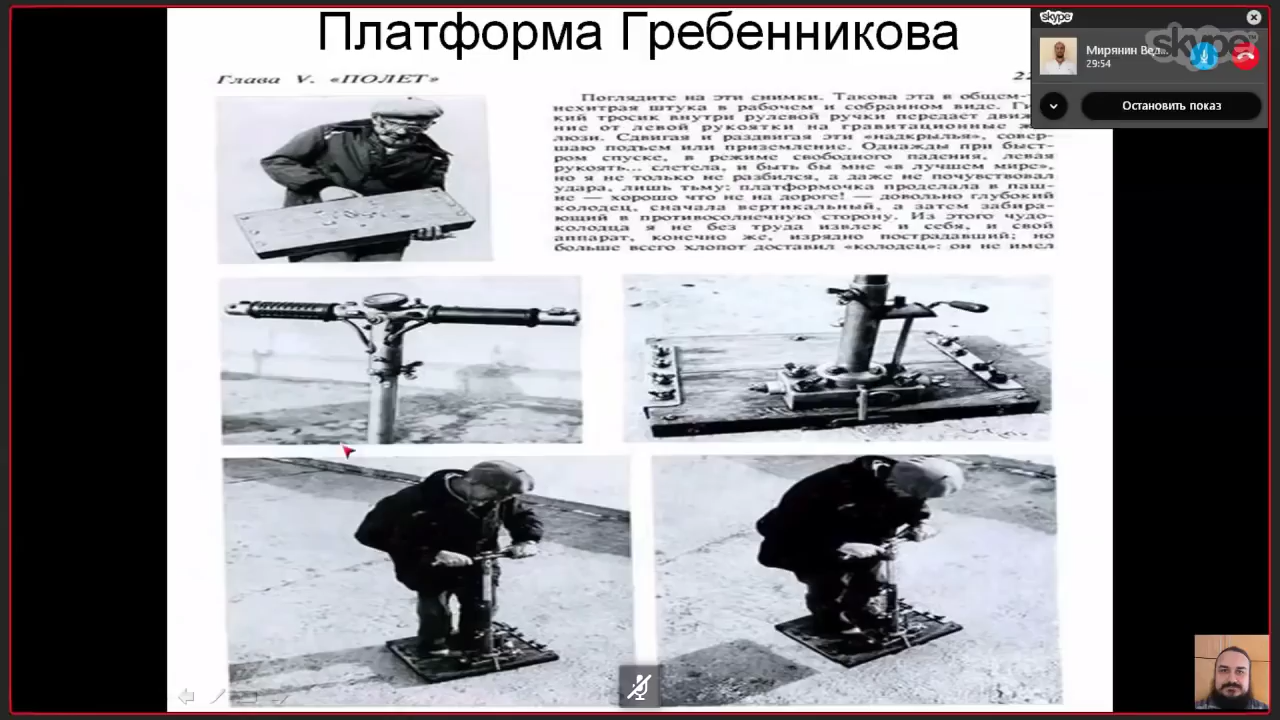 Платформа Гребенникова
Глава V. «ПОЛЕТ»
Поглядите на эти снимки. Такова эта в общем-
нехитрая штука в рабочем и собранном виде.
кий тросик внутри рулевой ручки передает
ние от левой рукоятки на гравитационные
люзи. Сдвигая и раздвигая эти «надкрылья», совер-
шаю подъем или приземление. Однажды при быст-
ром спуске, в режиме свободного падения, левая
рукоять... слетела, и быть бы мне «в лучшем мире»,
но я не только не разбился, а даже не почувствовал
удара, лишь тьму: платформочка проделала в паш-
не — хорошо что не на дороге! — довольно глубокий
колодец, сначала вертикальный, а затем забира-
ющий в противосолнечную сторону. Из этого чудо-
колодца я не без труда извлек и себя, и свой
аппарат, конечно же, изрядно пострадавший; но
больше всего хлопот доставил «колодец»: он не имел
skype
skype
Мирянин Вед...
29:54
Остановить показ